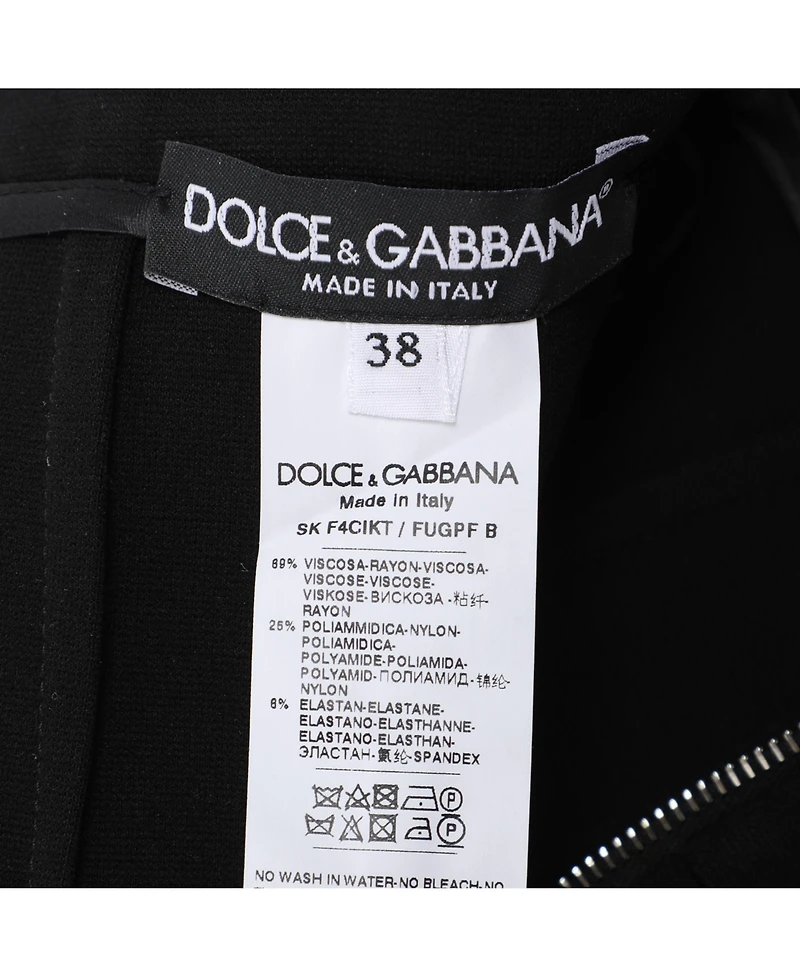 DOLCE & GABBANA®
MADE IN ITALY
38
DOLCE & GABBANA
Made in Italy
SK F4CIKT / FUGPF B
69% VISCOSA-RAYON-VISCOSA-
VISCOSE-VISCOSE-
VISKOSE-ВИСКОЗА-粘纤-
RAYON
25% POLIAMMIDICA-NYLON-
POLIAMIDICA-
POLYAMIDE-POLIAMIDA-
POLYAMID-ПОЛИАМИД-锦纶-
NYLON
6% ELASTAN-ELASTANE-
ELASTANO-ELASTHANNE-
ELASTANO-ELASTHAN-
ЭЛАСТАН-氨纶-SPANDEX
NO WASH IN WATER-NO BLEACH-NO